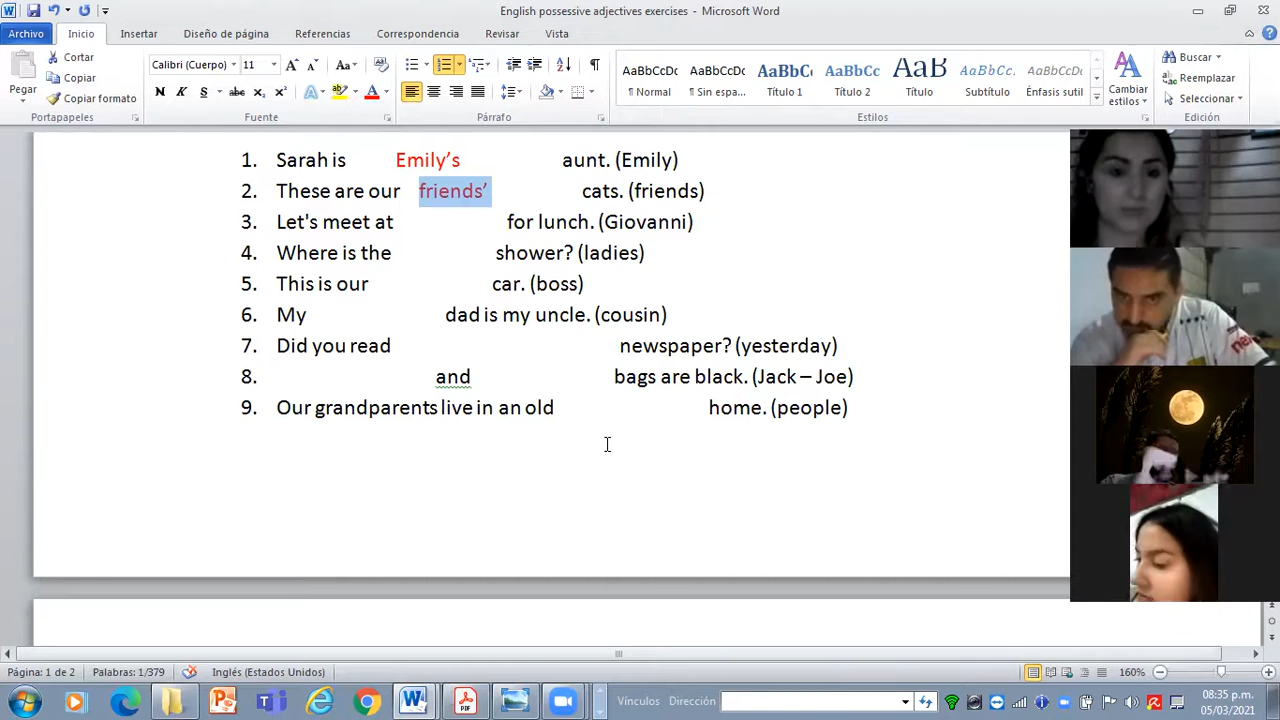 English possessive adjectives exercises - Microsoft Word
Archivo Inicio Insertar Diseño de página Referencias Correspondencia Revisar Vista
Pegar
Cortar
Copiar
Copiar formato
Portapapeles
Calibri (Cuerpo) 11
Fuente
Párrafo
AaBbCcDc AaBbCcDc AaBbC AaBbCc AaB AaBbCc. AaBbCcDc
¶ Normal ¶ Sin espa... Título 1 Título 2 Título Subtítulo Énfasis sutil
Estilos
Cambiar estilos
Buscar
Reemplazar
Seleccionar
Edición
1. Sarah is Emily’s aunt. (Emily)
2. These are our friends’ cats. (friends)
3. Let's meet at for lunch. (Giovanni)
4. Where is the shower? (ladies)
5. This is our car. (boss)
6. My dad is my uncle. (cousin)
7. Did you read newspaper? (yesterday)
8. and bags are black. (Jack – Joe)
9. Our grandparents live in an old home. (people)
Página: 1 de 2 Palabras: 1/379 Inglés (Estados Unidos) 160%
Vínculos Dirección
08:35 p.m.
05/03/2021